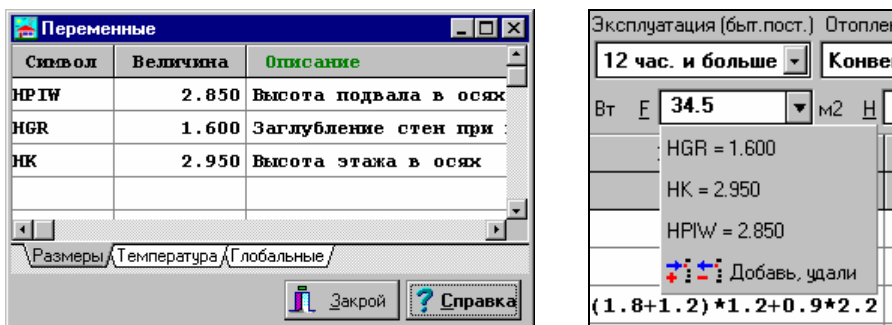 Переменные
Символ Величина Описание
HPIW 2.850 Высота подвала в осях
HGR 1.600 Заглубление стен при
HK 2.950 Высота этажа в осях
Размеры Температура Глобальные
Закрой Справка
Эксплуатация (быт.пост.) Отопле
12 час. и больше Конве
Вт F 34.5 м2 H
HGR = 1.600
HK = 2.950
HPIW = 2.850
Добавь, удали
(1.8+1.2)*1.2+0.9*2.2